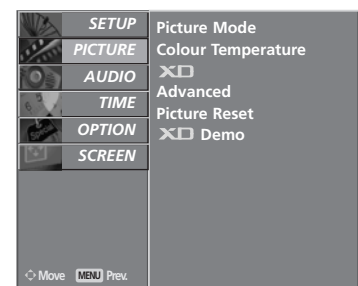 SETUP
PICTURE
AUDIO
TIME
OPTION
SCREEN
Picture Mode
Colour Temperature
XD
Advanced
Picture Reset
XD Demo
Move MENU Prev.